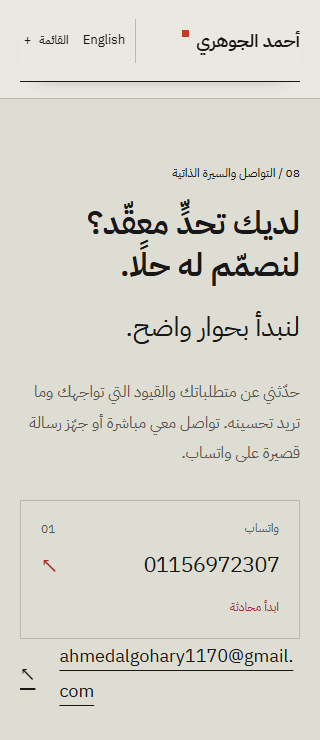 أحمد الجوهري
English
القائمة +
08 / التواصل والسيرة الذاتية
لديك تحدٍّ معقّد؟
لنصمّم له حلًا.
لنبدأ بحوار واضح.
حدّثني عن متطلباتك والقيود التي تواجهك وما
تريد تحسينه. تواصل معي مباشرة أو جهّز رسالة
قصيرة على واتساب.
واتساب
01
01156972307
↖
ابدأ محادثة
ahmedalgohary1170@gmail.
com
↖